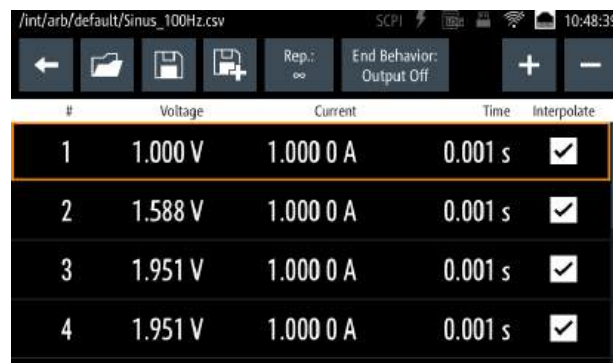 /int/arb/default/Sinus_100Hz.csv SCPI 10:48:39
Rep.: ∞ End Behavior: Output Off
# Voltage Current Time Interpolate
1 1.000 V 1.000 0 A 0.001 s
2 1.588 V 1.000 0 A 0.001 s
3 1.951 V 1.000 0 A 0.001 s
4 1.951 V 1.000 0 A 0.001 s